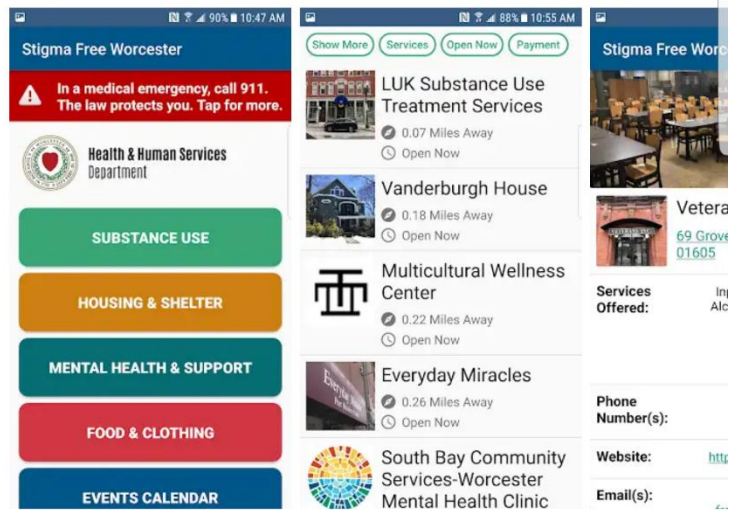 90% 10:47 AM
Stigma Free Worcester
In a medical emergency, call 911.
The law protects you. Tap for more.
Health & Human Services
Department
SUBSTANCE USE
HOUSING & SHELTER
MENTAL HEALTH & SUPPORT
FOOD & CLOTHING
EVENTS CALENDAR
88% 10:55 AM
Show More
Services
Open Now
Payment
LUK Substance Use
Treatment Services
0.07 Miles Away
Open Now
Vanderburgh House
0.18 Miles Away
Open Now
Multicultural Wellness
Center
0.22 Miles Away
Open Now
Everyday Miracles
0.26 Miles Away
Open Now
South Bay Community
Services-Worcester
Mental Health Clinic
Stigma Free Worc
Vetera
69 Grove
01605
Services
Offered:
Inp
Alc
Phone
Number(s):
Website:
http
Email(s):